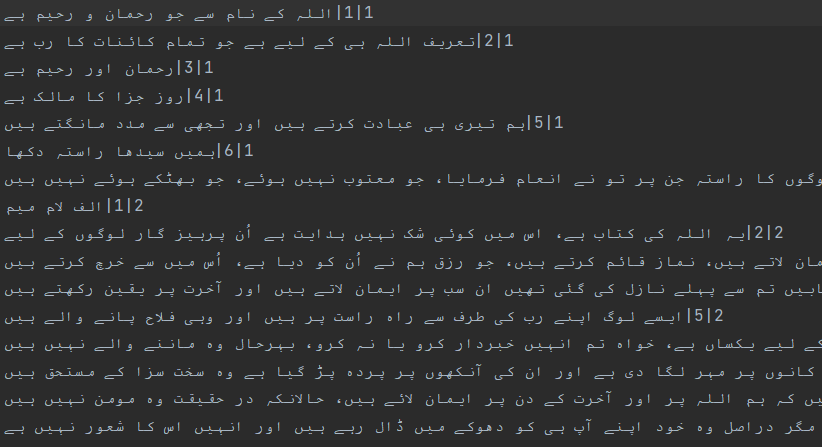 1|1|اللہ کے نام سے جو رحمان و رحیم ہے
1|2|تعریف اللہ ہی کے لیے ہے جو تمام کائنات کا رب ہے
1|3|رحمان اور رحیم ہے
1|4|روز جزا کا مالک ہے
1|5|ہم تیری ہی عبادت کرتے ہیں اور تجھی سے مدد مانگتے ہیں
1|6|ہمیں سیدھا راستہ دکھا
کا راستہ جن پر تو نے انعام فرمایا، جو معتوب نہیں ہوئے، جو بھٹکے ہوئے نہیں ہیں
2|1|الف لام میم
2|2|یہ اللہ کی کتاب ہے، اس میں کوئی شک نہیں ہدایت ہے اُن پرہیز گار لوگوں کے لیے
لاتے ہیں، نماز قائم کرتے ہیں، جو رزق ہم نے اُن کو دیا ہے، اُس میں سے خرچ کرتے ہیں
تم سے پہلے نازل کی گئی تھیں ان سب پر ایمان لاتے ہیں اور آخرت پر یقین رکھتے ہیں
2|5|ایسے لوگ اپنے رب کی طرف سے راہ راست پر ہیں اور وہی فلاح پانے والے ہیں
کے لیے یکساں ہے، خواہ تم انہیں خبردار کرو یا نہ کرو، بہرحال وہ ماننے والے نہیں ہیں
کانوں پر مہر لگا دی ہے اور ان کی آنکھوں پر پردہ پڑ گیا ہے وہ سخت سزا کے مستحق ہیں
کہ ہم اللہ پر اور آخرت کے دن پر ایمان لائے ہیں، حالانکہ در حقیقت وہ مومن نہیں ہیں
مگر دراصل وہ خود اپنے آپ ہی کو دھوکے میں ڈال رہے ہیں اور انہیں اس کا شعور نہیں ہے